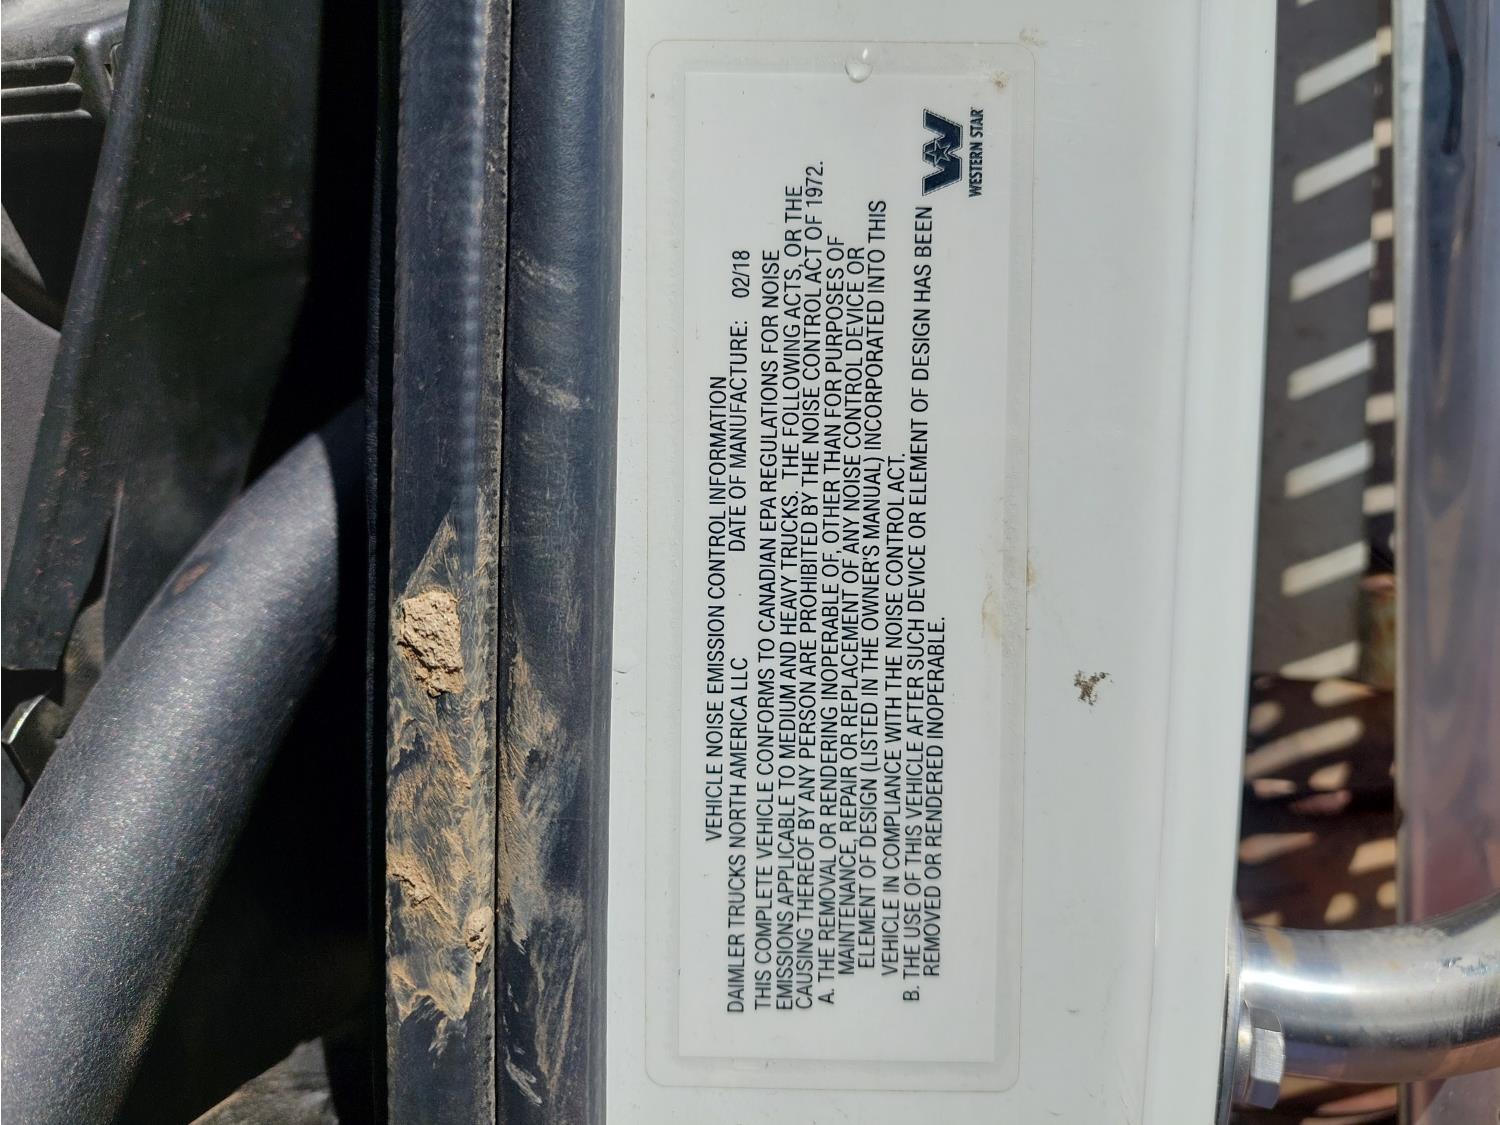 VEHICLE NOISE EMISSION CONTROL INFORMATION
DAIMLER TRUCKS NORTH AMERICA LLC DATE OF MANUFACTURE: 02/18
THIS COMPLETE VEHICLE CONFORMS TO CANADIAN EPA REGULATIONS FOR NOISE
EMISSIONS APPLICABLE TO MEDIUM AND HEAVY TRUCKS. THE FOLLOWING ACTS, OR THE
CAUSING THEREOF BY ANY PERSON ARE PROHIBITED BY THE NOISE CONTROL ACT OF 1972.
A. THE REMOVAL OR RENDERING INOPERABLE OF, OTHER THAN FOR PURPOSES OF
MAINTENANCE, REPAIR OR REPLACEMENT OF ANY NOISE CONTROL DEVICE OR
ELEMENT OF DESIGN (LISTED IN THE OWNER'S MANUAL) INCORPORATED INTO THIS
VEHICLE IN COMPLIANCE WITH THE NOISE CONTROL ACT.
B. THE USE OF THIS VEHICLE AFTER SUCH DEVICE OR ELEMENT OF DESIGN HAS BEEN
REMOVED OR RENDERED INOPERABLE.
WESTERN STAR